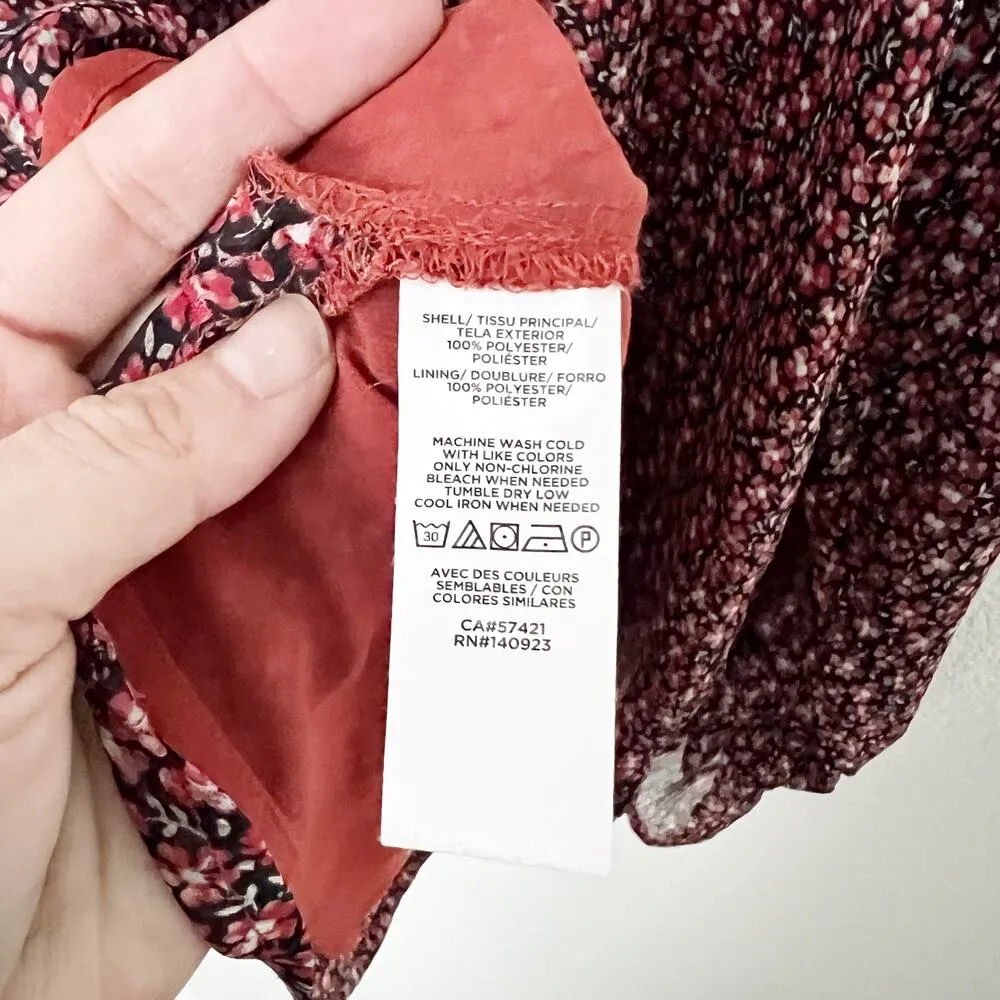 SHELL/ TISSU PRINCIPAL/
TELA EXTERIOR
100% POLYESTER/
POLIÉSTER
LINING/ DOUBLURE/ FORRO
100% POLYESTER/
POLIÉSTER
MACHINE WASH COLD
WITH LIKE COLORS
ONLY NON-CHLORINE
BLEACH WHEN NEEDED
TUMBLE DRY LOW
COOL IRON WHEN NEEDED
30 P
AVEC DES COULEURS
SEMBLABLES / CON
COLORES SIMILARES
CA#57421
RN#140923